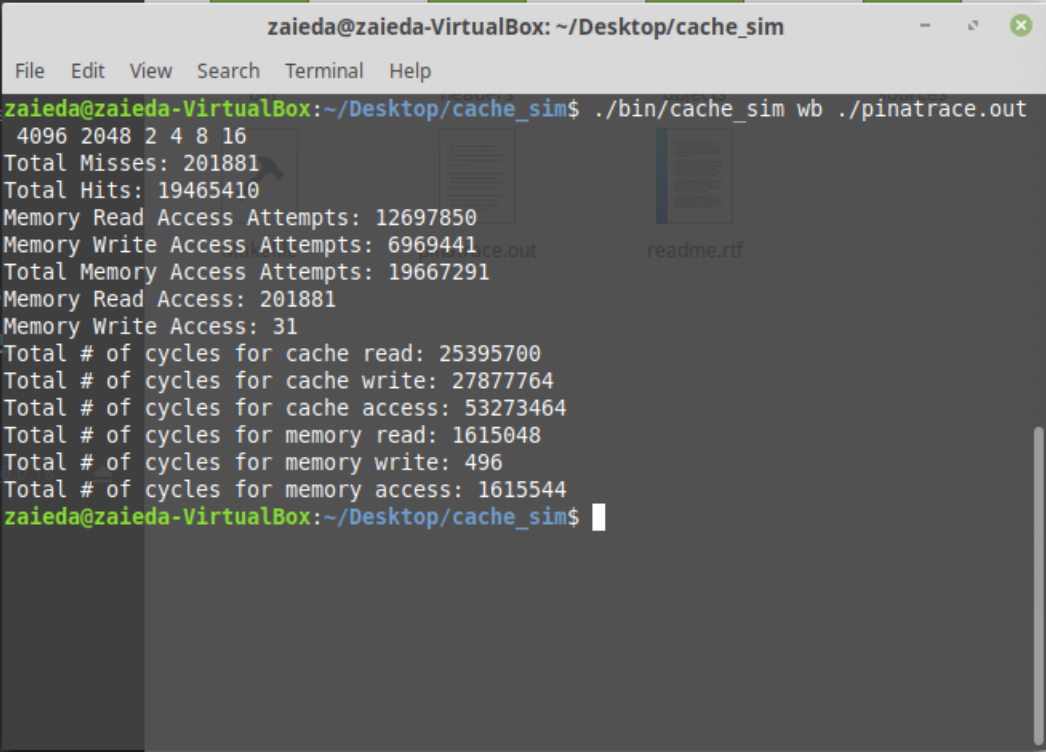 zaieda@zaieda-VirtualBox: ~/Desktop/cache_sim
File Edit View Search Terminal Help
zaieda@zaieda-VirtualBox:~/Desktop/cache_sim$ ./bin/cache_sim wb ./pinatrace.out
4096 2048 2 4 8 16
Total Misses: 201881
Total Hits: 19465410
Memory Read Access Attempts: 12697850
Memory Write Access Attempts: 6969441
pinatrace.out
readme.rtf
Total Memory Access Attempts: 19667291
Memory Read Access: 201881
Memory Write Access: 31
Total # of cycles for cache read: 25395700
Total # of cycles for cache write: 27877764
Total # of cycles for cache access: 53273464
Total # of cycles for memory read: 1615048
Total # of cycles for memory write: 496
Total # of cycles for memory access: 1615544
zaieda@zaieda-VirtualBox:~/Desktop/cache_sim$